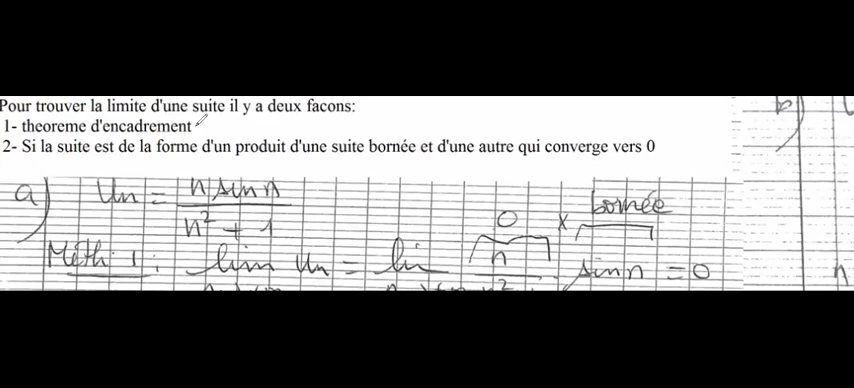 Pour trouver la limite d'une suite il y a deux facons:
1- theoreme d'encadrement
2- Si la suite est de la forme d'un produit d'une suite bornée et d'une autre qui converge vers 0
a) Un = n sin n / n² + 1
0 × bornée
Méth 1: lim Un = li n / n² . sin n = 0
b)
n